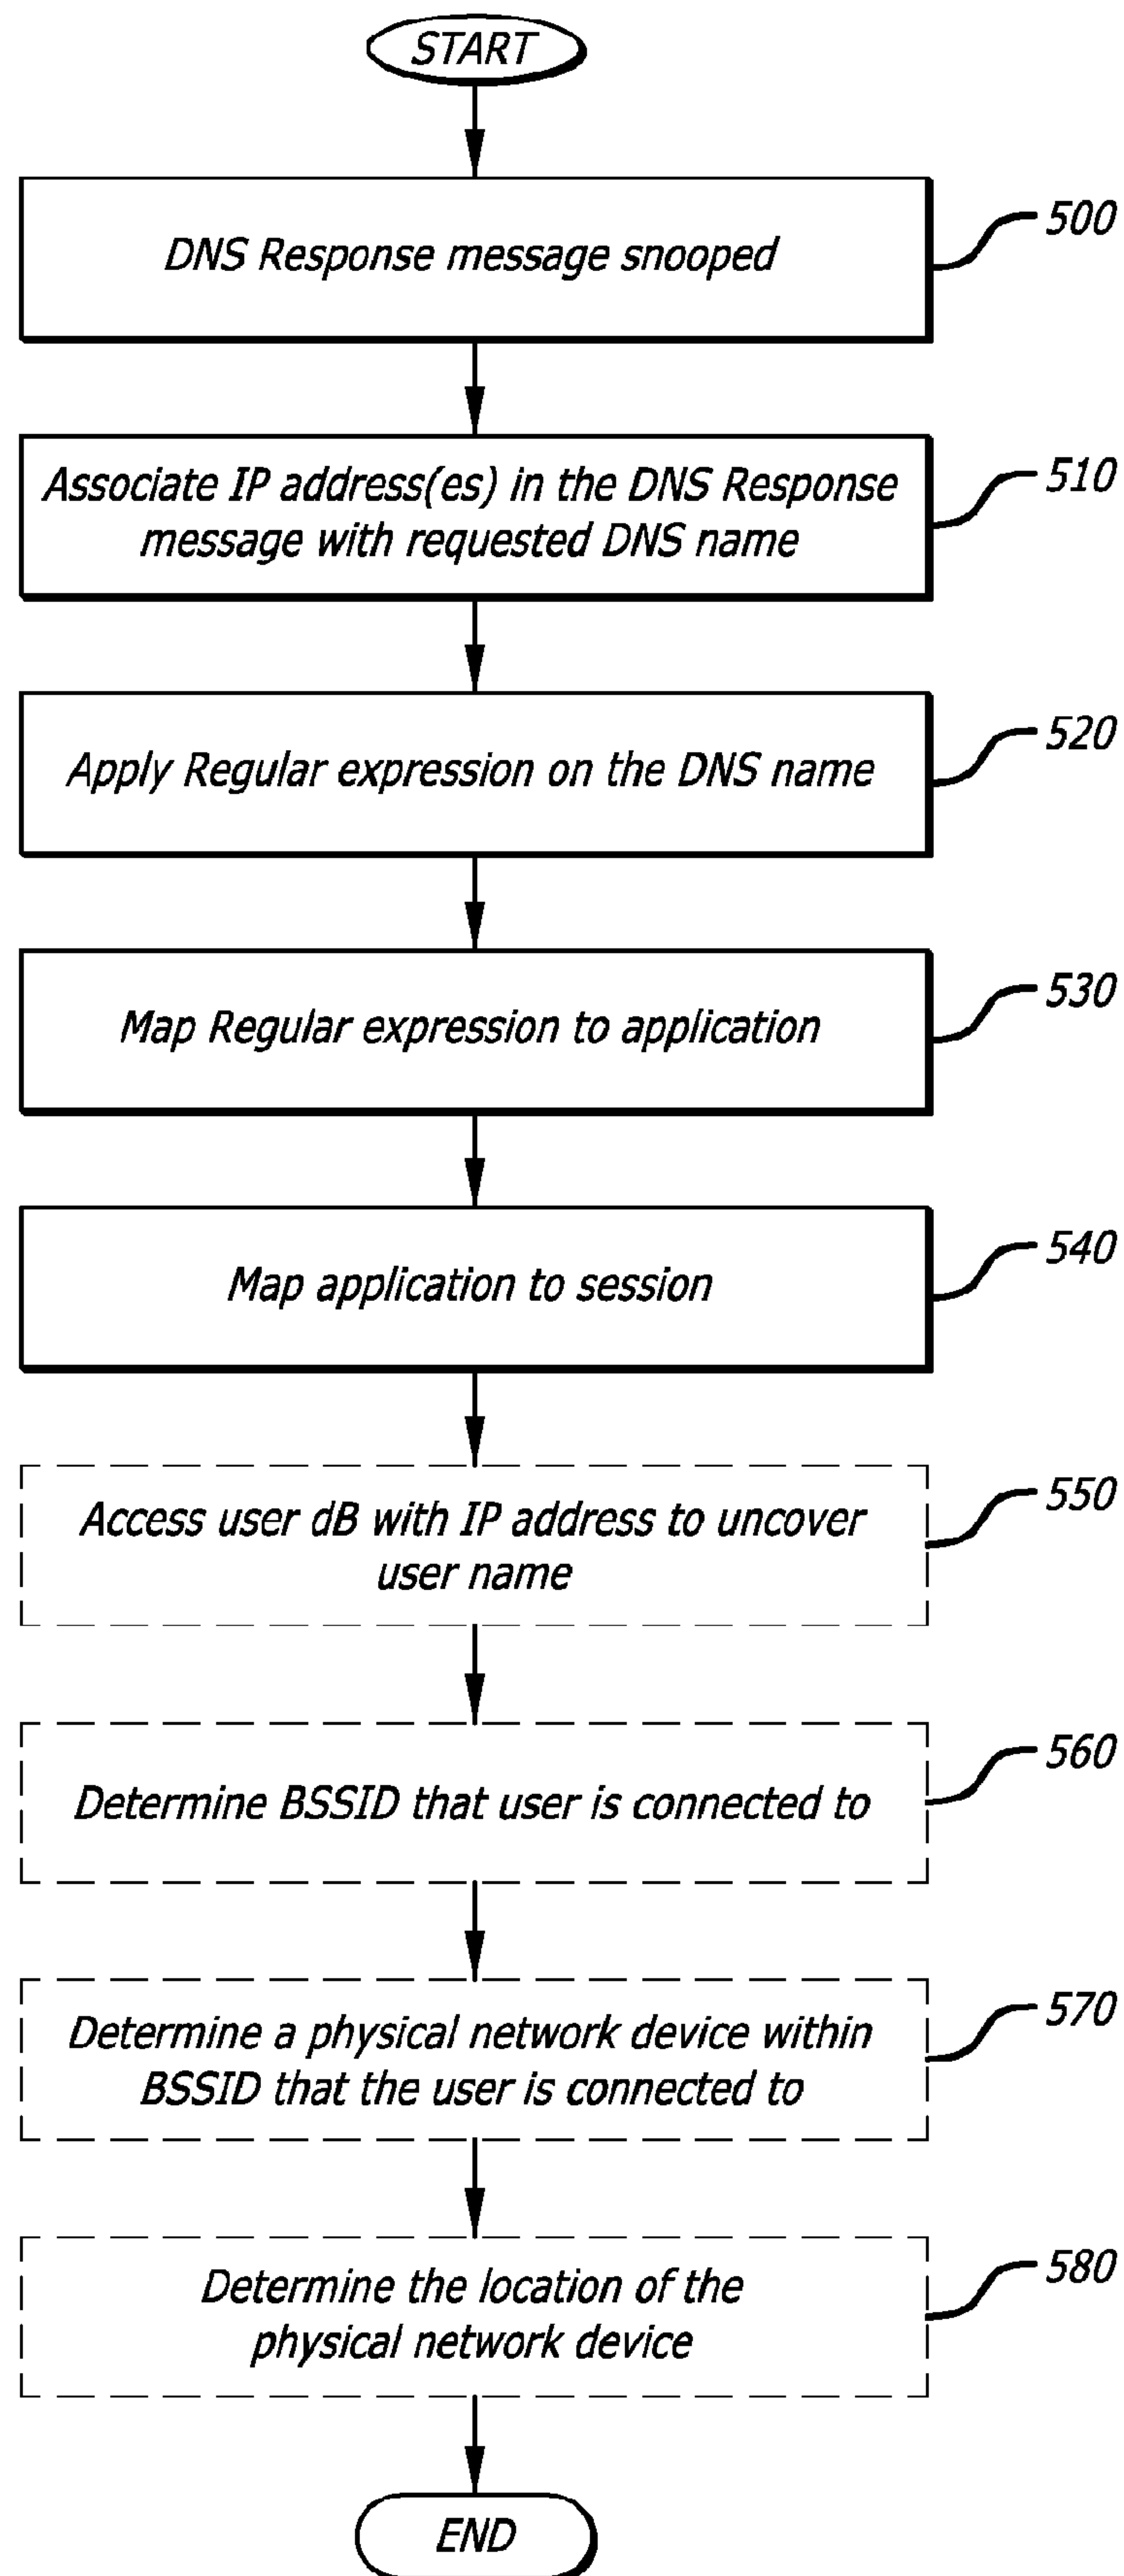 START
DNS Response message snooped
500
Associate IP address(es) in the DNS Response
message with requested DNS name
510
Apply Regular expression on the DNS name
520
Map Regular expression to application
530
Map application to session
540
Access user dB with IP address to uncover
user name
550
Determine BSSID that user is connected to
560
Determine a physical network device within
BSSID that the user is connected to
570
Determine the location of the
physical network device
580
END